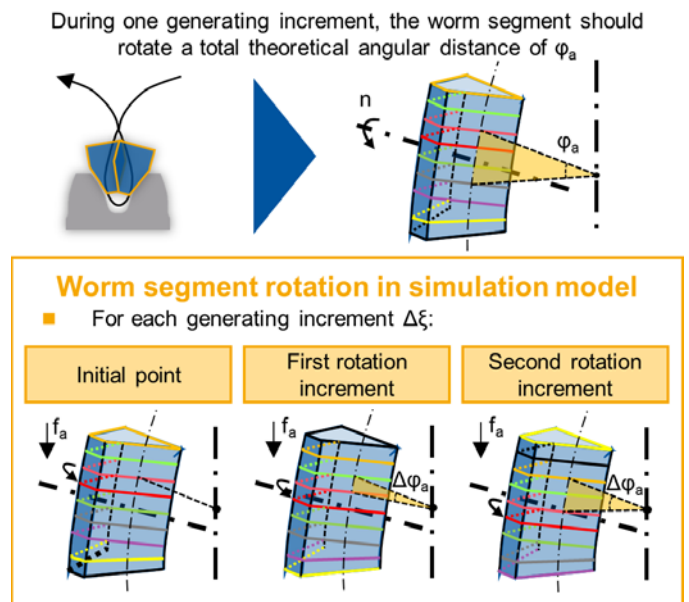 During one generating increment, the worm segment should
rotate a total theoretical angular distance of φₐ
n
φₐ
Worm segment rotation in simulation model
For each generating increment Δξ:
Initial point
First rotation
increment
Second rotation
increment
fₐ
fₐ
Δφₐ
fₐ
Δφₐ